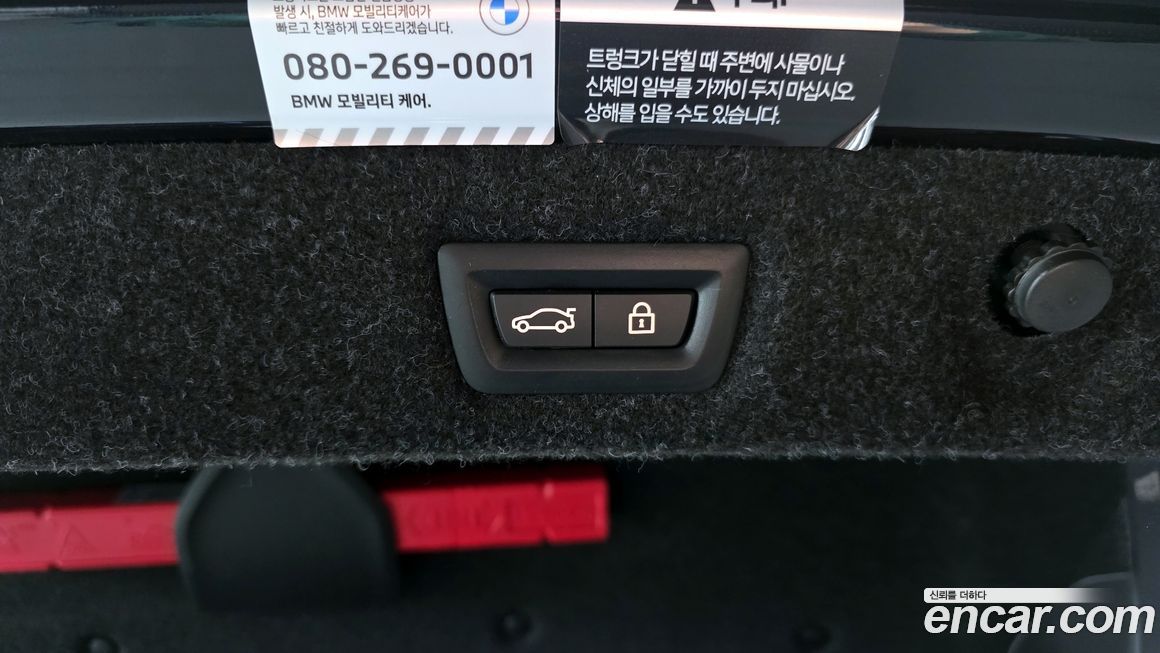 발생 시, BMW 모빌리티케어가
빠르고 친절하게 도와드리겠습니다.
080-269-0001
BMW 모빌리티 케어.
트렁크가 닫힐 때 주변에 사물이나
신체의 일부를 가까이 두지 마십시오.
상해를 입을 수도 있습니다.
신뢰를 더하다
encar.com